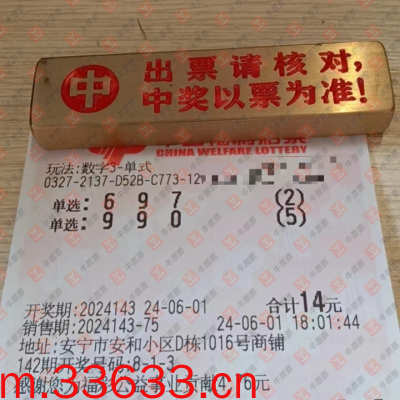 中
出票请核对,
中奖以票为准!
CHINA WELFARE LOTTERY
玩法:数字3-单式
0327-2137-D52B-C773-12
单选: 6 9 7 (2)
单选: 9 9 0 (5)
开奖期:2024143 24-06-01 合计14元
销售期:2024143-75 24-06-01 18:01:44
地址:安宁市安和小区D栋1016号商铺
142期开奖号码:8-1-3
m.33633.com